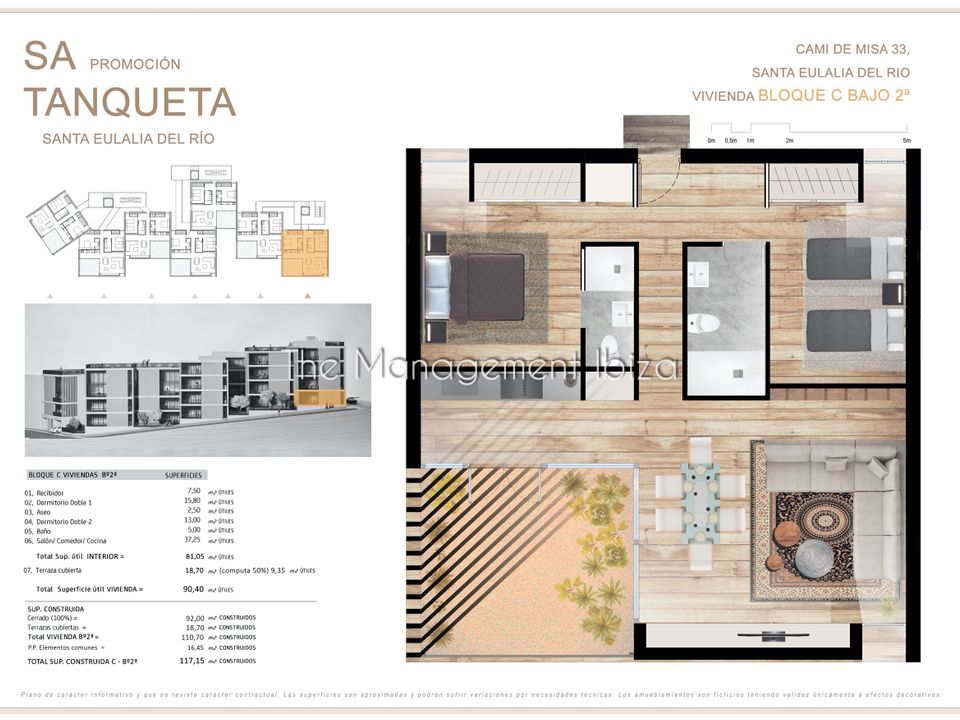 SA PROMOCIÓN
TANQUETA
SANTA EULALIA DEL RÍO
CAMI DE MISA 33,
SANTA EULALIA DEL RIO
VIVIENDA BLOQUE C BAJO 2ª
0m 0,5m 1m 2m 5m
The Management Ibiza
BLOQUE C VIVIENDAS Bº2ª SUPERFICIES
01, Recibidor 7,50 m2 ÚTILES
02, Dormitorio Doble 1 15,80 m2 ÚTILES
03, Aseo 2,50 m2 ÚTILES
04, Dormitorio Doble 2 13,00 m2 ÚTILES
05, Baño 5,00 m2 ÚTILES
06, Salón/ Comedor/ Cocina 37,25 m2 ÚTILES
Total Sup. útil INTERIOR = 81,05 m2 ÚTILES
07, Terraza cubierta 18,70 m2 (computa 50%) 9,35 m2 ÚTILES
Total Superficie útil VIVIENDA = 90,40 m2 ÚTILES
SUP. CONSTRUIDA
Cerrado (100%) = 92,00 m2 CONSTRUIDOS
Terrazas cubiertas = 18,70 m2 CONSTRUIDOS
Total VIVIENDA Bº2ª = 110,70 m2 CONSTRUIDOS
P.P. Elementos comunes = 16,45 m2 CONSTRUIDOS
TOTAL SUP. CONSTRUIDA C - Bº2ª 117,15 m2 CONSTRUIDOS
Plano de carácter informativo y que no reviste carácter contractual. Las superficies son aproximadas y podrán sufrir variaciones por necesidades técnicas. Los amueblamientos son ficticios teniendo validez únicamente a efectos decorativos.